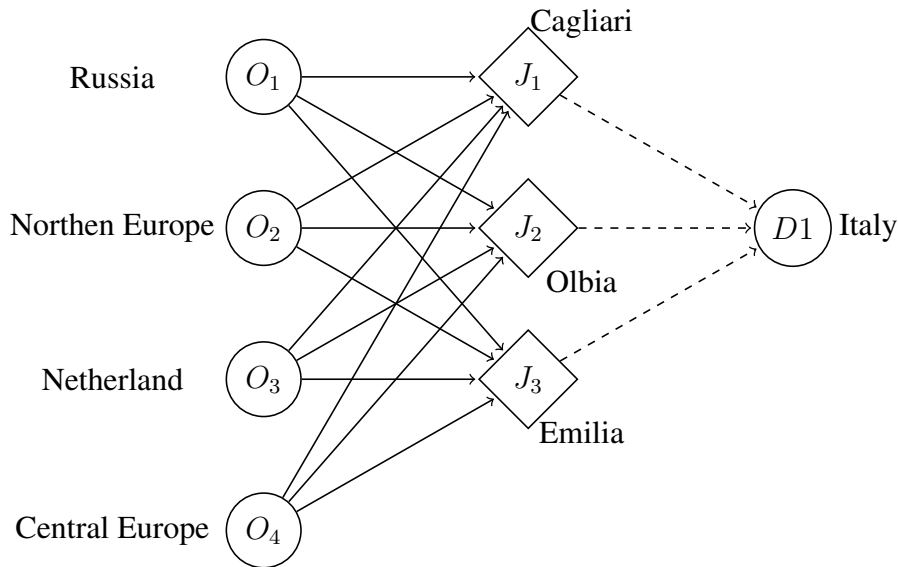 Cagliari
Russia
O1
J1
Northen Europe
O2
J2
D1
Italy
Olbia
Netherland
O3
J3
Emilia
Central Europe
O4